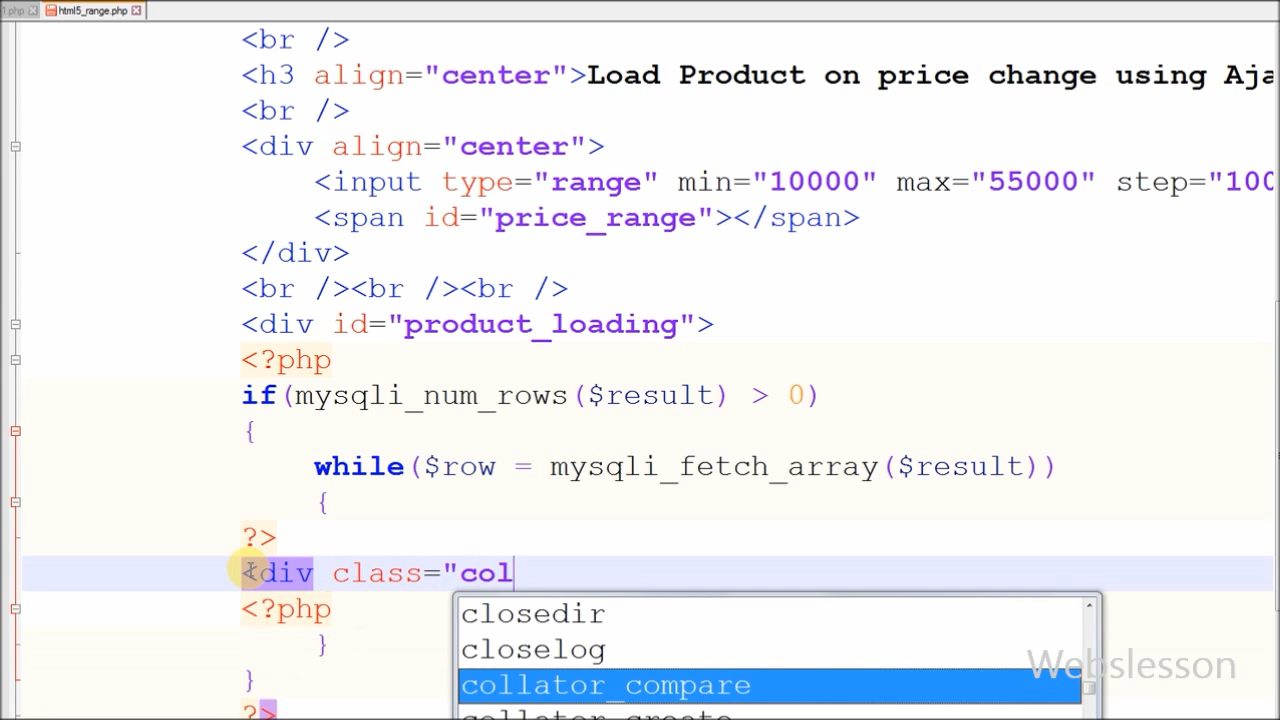 1.php html5_range.php
<br />
<h3 align="center">Load Product on price change using Aja
<br />
<div align="center">
<input type="range" min="10000" max="55000" step="100
<span id="price_range"></span>
</div>
<br /><br /><br />
<div id="product_loading">
<?php
if(mysqli_num_rows($result) > 0)
{
while($row = mysqli_fetch_array($result))
{
?>
<div class="col
<?php
closedir
}
closelog
}
collator_compare
Webslesson
?>
collator_create